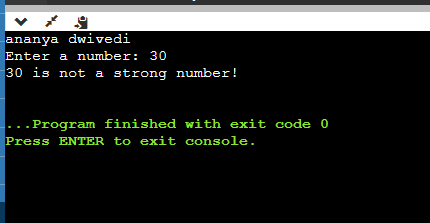 ananya dwivedi
Enter a number: 30
30 is not a strong number!
...Program finished with exit code 0
Press ENTER to exit console.